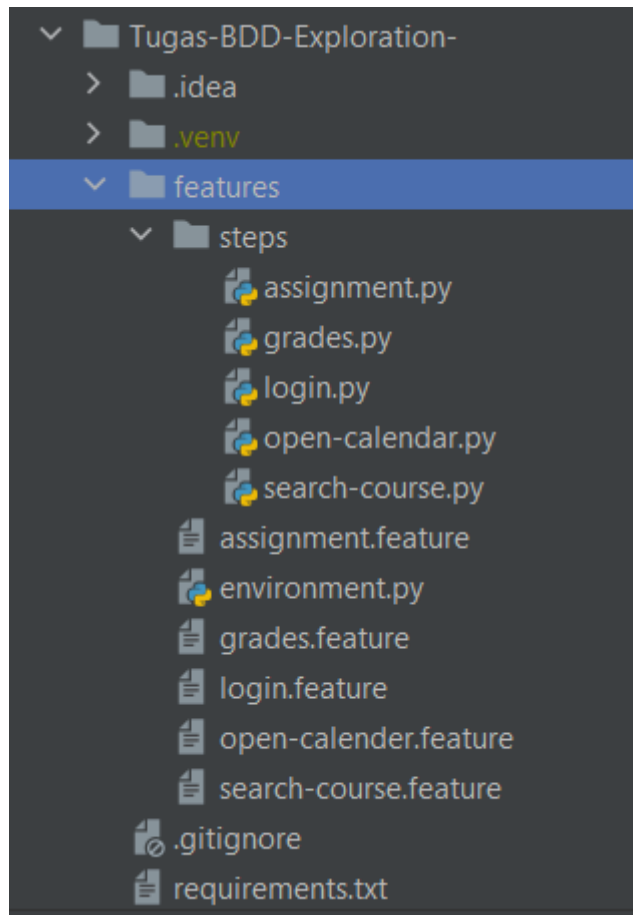 Tugas-BDD-Exploration-
.idea
.venv
features
steps
assignment.py
grades.py
login.py
open-calendar.py
search-course.py
assignment.feature
environment.py
grades.feature
login.feature
open-calender.feature
search-course.feature
.gitignore
requirements.txt